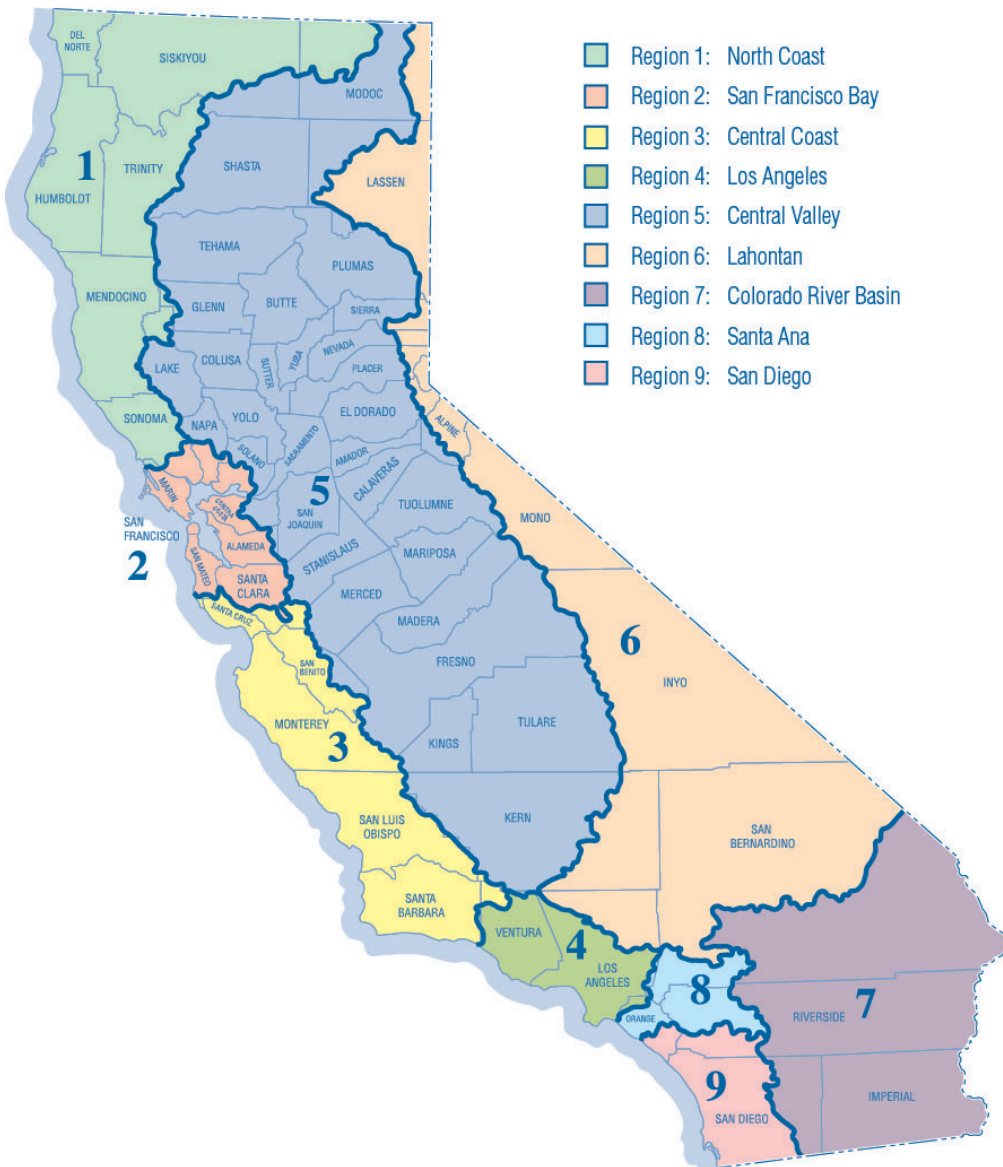 Region 1: North Coast
Region 2: San Francisco Bay
Region 3: Central Coast
Region 4: Los Angeles
Region 5: Central Valley
Region 6: Lahontan
Region 7: Colorado River Basin
Region 8: Santa Ana
Region 9: San Diego
DEL
NORTE
SISKIYOU
MODOC
1
TRINITY
HUMBOLDT
SHASTA
LASSEN
TEHAMA
PLUMAS
MENDOCINO
GLENN
BUTTE
SIERRA
LAKE
COLUSA
SUTTER
YUBA
NEVADA
PLACER
SONOMA
NAPA
YOLO
EL DORADO
ALPINE
SOLANO
SACRAMENTO
AMADOR
CALAVERAS
MARIN
CONTRA
COSTA
5
SAN
JOAQUIN
TUOLUMNE
MONO
SAN
FRANCISCO
2
SAN MATEO
ALAMEDA
SANTA
CLARA
STANISLAUS
MARIPOSA
MERCED
MADERA
SANTA CRUZ
SAN
BENITO
FRESNO
6
INYO
MONTEREY
3
KINGS
TULARE
SAN LUIS
OBISPO
KERN
SAN
BERNARDINO
SANTA
BARBARA
VENTURA
4
LOS
ANGELES
8
ORANGE
RIVERSIDE
7
9
SAN DIEGO
IMPERIAL